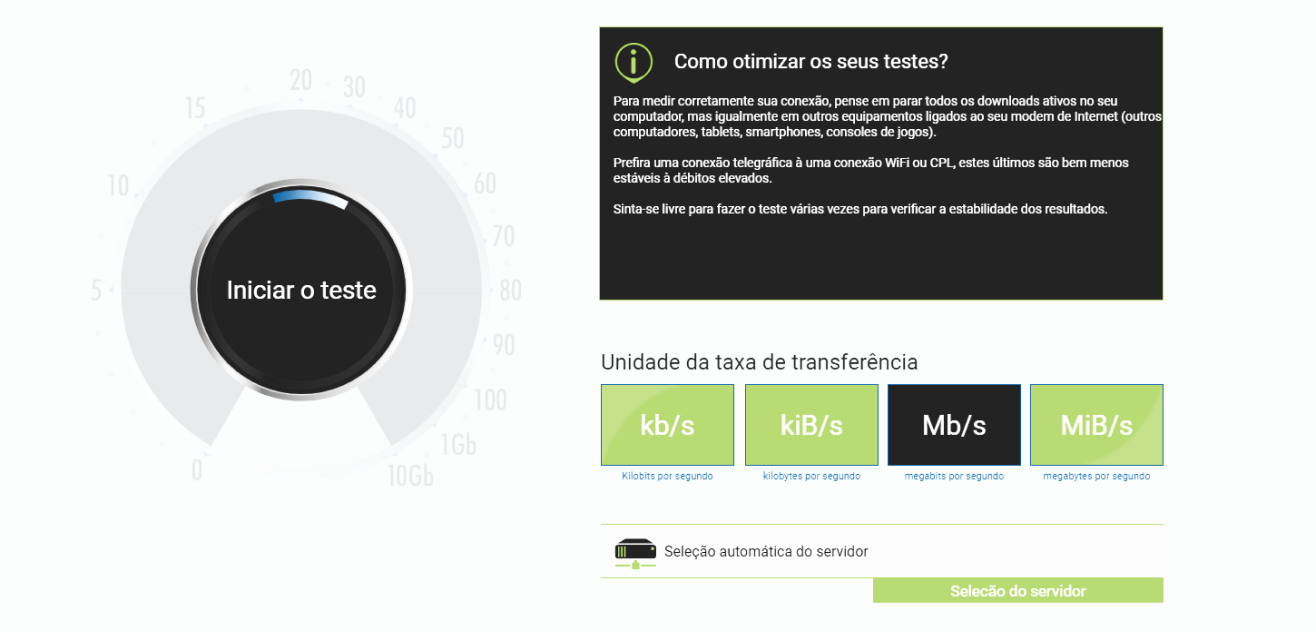 20
30
15
40
50
10
60
70
5
80
90
100
1Gb
0
10Gb
Iniciar o teste
Como otimizar os seus testes?
Para medir corretamente sua conexão, pense em parar todos os downloads ativos no seu
computador, mas igualmente em outros equipamentos ligados ao seu modem de Internet (outros
computadores, tablets, smartphones, consoles de jogos).
Prefira uma conexão telegráfica à uma conexão WiFi ou CPL, estes últimos são bem menos
estáveis à débitos elevados.
Sinta-se livre para fazer o teste várias vezes para verificar a estabilidade dos resultados.
Unidade da taxa de transferência
kb/s
kiB/s
Mb/s
MiB/s
Kilobits por segundo
kilobytes por segundo
megabits por segundo
megabytes por segundo
Seleção automática do servidor
Selecão do servidor